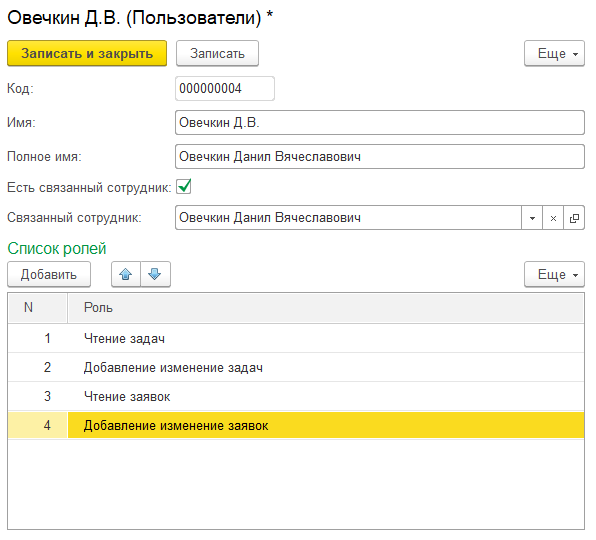 Овечкин Д.В. (Пользователи) *
Записать и закрыть Записать Еще
Код: 000000004
Имя: Овечкин Д.В.
Полное имя: Овечкин Данил Вячеславович
Есть связанный сотрудник:
Связанный сотрудник: Овечкин Данил Вячеславович
Список ролей
Добавить Еще
N Роль
1 Чтение задач
2 Добавление изменение задач
3 Чтение заявок
4 Добавление изменение заявок